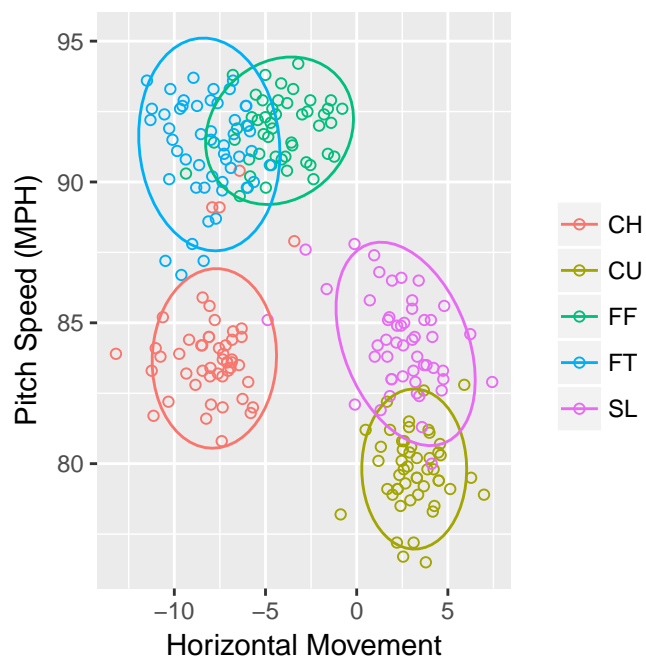 95
90
85
80
Pitch Speed (MPH)
−10
−5
0
5
Horizontal Movement
CH
CU
FF
FT
SL